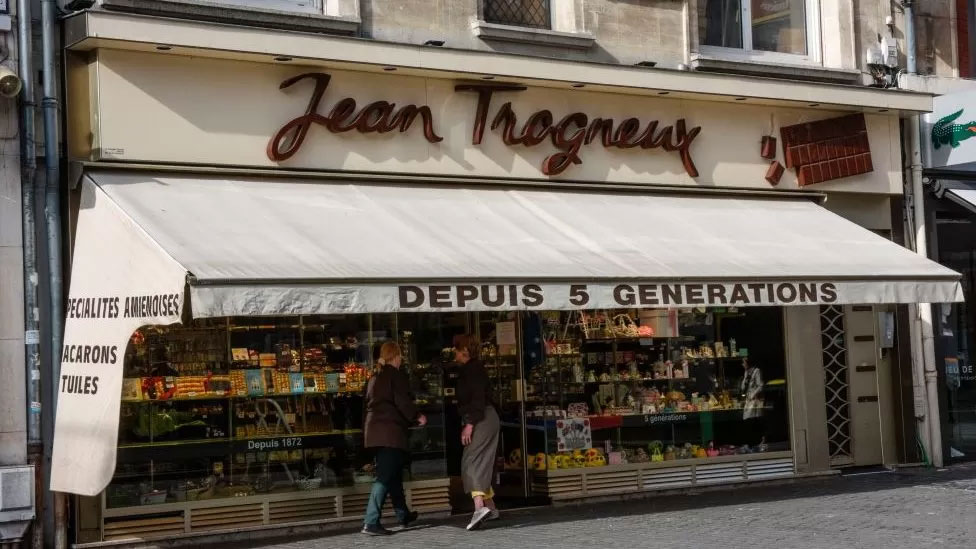 Jean Trogneux
DEPUIS 5 GENERATIONS
SPECIALITES AMIENOISES
MACARONS
TUILES
Depuis 1872
5 générations